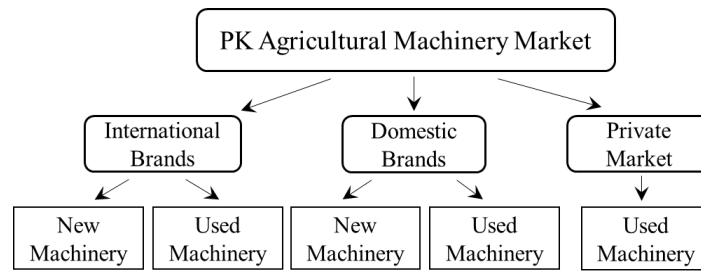 PK Agricultural Machinery Market
International
Brands
Domestic
Brands
Private
Market
New
Machinery
Used
Machinery
New
Machinery
Used
Machinery
Used
Machinery